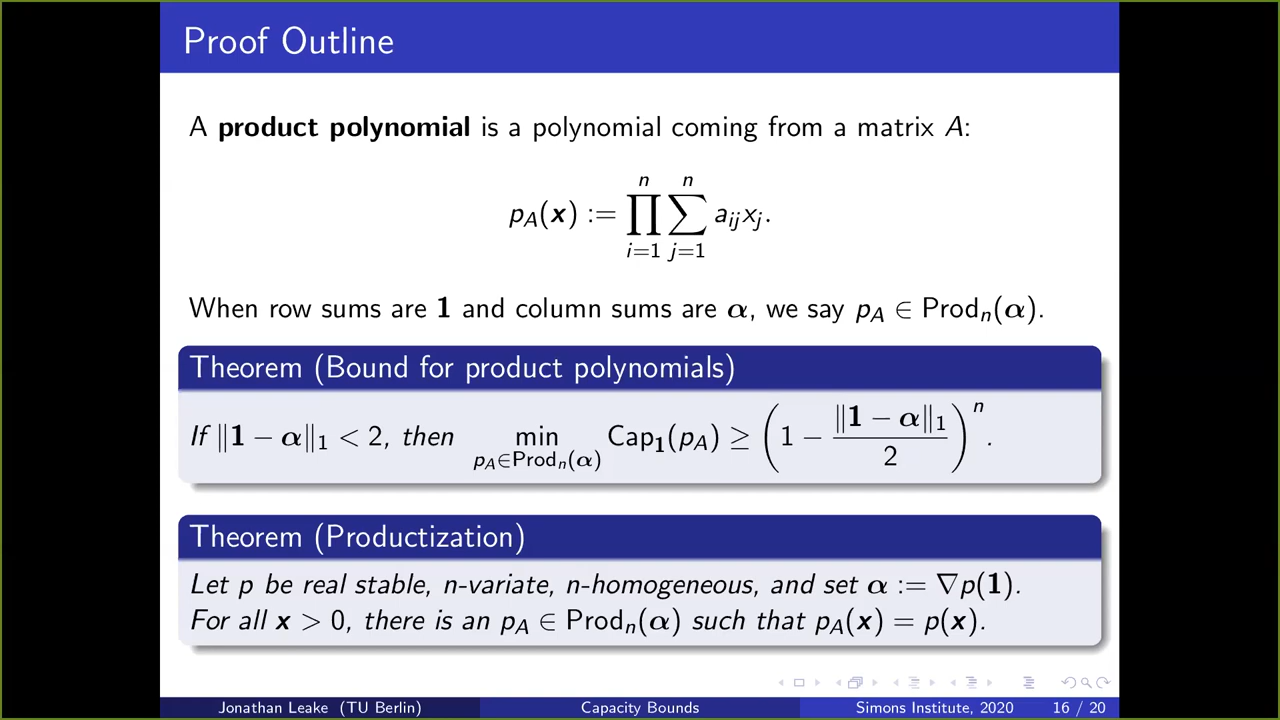 Proof Outline
A product polynomial is a polynomial coming from a matrix A:
p_A(x) := ∏_{i=1}^{n} ∑_{j=1}^{n} a_{ij} x_j.
When row sums are 1 and column sums are α, we say p_A ∈ Prod_n(α).
Theorem (Bound for product polynomials)
If ‖1 − α‖_1 < 2, then min_{p_A∈Prod_n(α)} Cap_1(p_A) ≥ (1 − ‖1 − α‖_1 / 2)^n.
Theorem (Productization)
Let p be real stable, n-variate, n-homogeneous, and set α := ∇p(1).
For all x > 0, there is an p_A ∈ Prod_n(α) such that p_A(x) = p(x).
Jonathan Leake (TU Berlin) Capacity Bounds Simons Institute, 2020 16 / 20